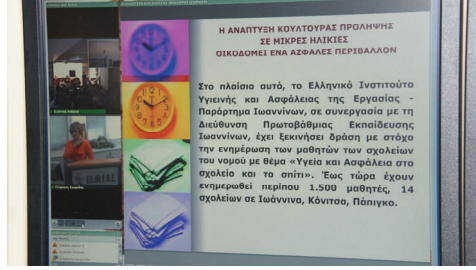 Η ΑΝΑΠΤΥΞΗ ΚΟΥΛΤΟΥΡΑΣ ΠΡΟΛΗΨΗΣ
ΣΕ ΜΙΚΡΕΣ ΗΛΙΚΙΕΣ
ΟΙΚΟΔΟΜΕΙ ΕΝΑ ΑΣΦΑΛΕΣ ΠΕΡΙΒΑΛΛΟΝ
Στο πλαίσιο αυτό, το Ελληνικό Ινστιτούτο
Υγιεινής και Ασφάλειας της Εργασίας -
Παράρτημα Ιωαννίνων, σε συνεργασία με τη
Διεύθυνση Πρωτοβάθμιας Εκπαίδευσης
Ιωαννίνων, έχει ξεκινήσει δράση με στόχο
την ενημέρωση των μαθητών των σχολείων
του νομού με θέμα «Υγεία και Ασφάλεια στο
σχολείο και το σπίτι». Έως τώρα έχουν
ενημερωθεί περίπου 1.500 μαθητές, 14
σχολείων σε Ιωάννινα, Κόνιτσα, Πάπιγκο.